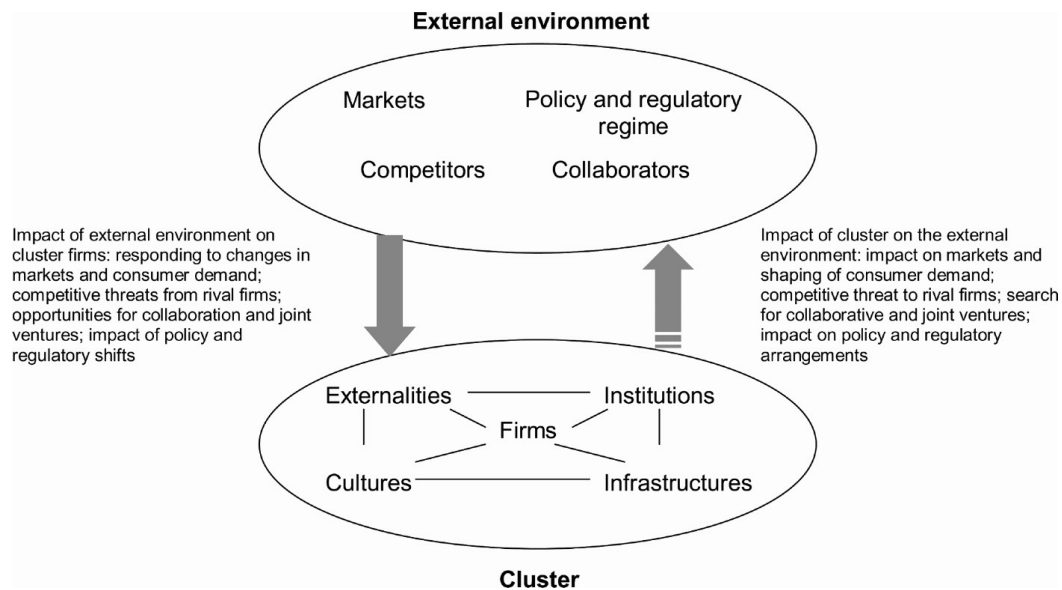 External environment
Markets
Policy and regulatory
regime
Competitors
Collaborators
Impact of external environment on
cluster firms: responding to changes in
markets and consumer demand;
competitive threats from rival firms;
opportunities for collaboration and joint
ventures; impact of policy and
regulatory shifts
Impact of cluster on the external
environment: impact on markets and
shaping of consumer demand;
competitive threat to rival firms; search
for collaborative and joint ventures;
impact on policy and regulatory
arrangements
Externalities
Institutions
Firms
Cultures
Infrastructures
Cluster